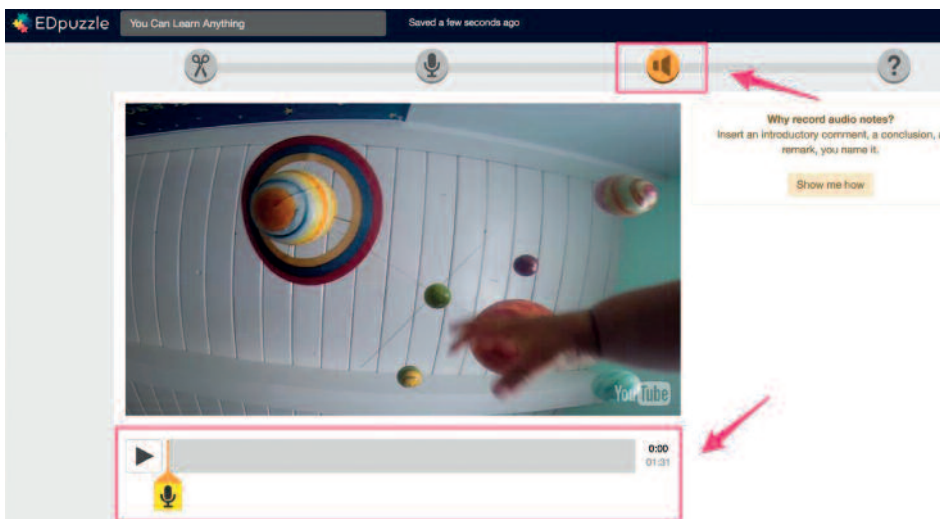 EDpuzzle You Can Learn Anything Saved a few seconds ago
?
Why record audio notes?
Insert an introductory comment, a conclusion, a
remark, you name it.
Show me how
YouTube
0:00
01:31